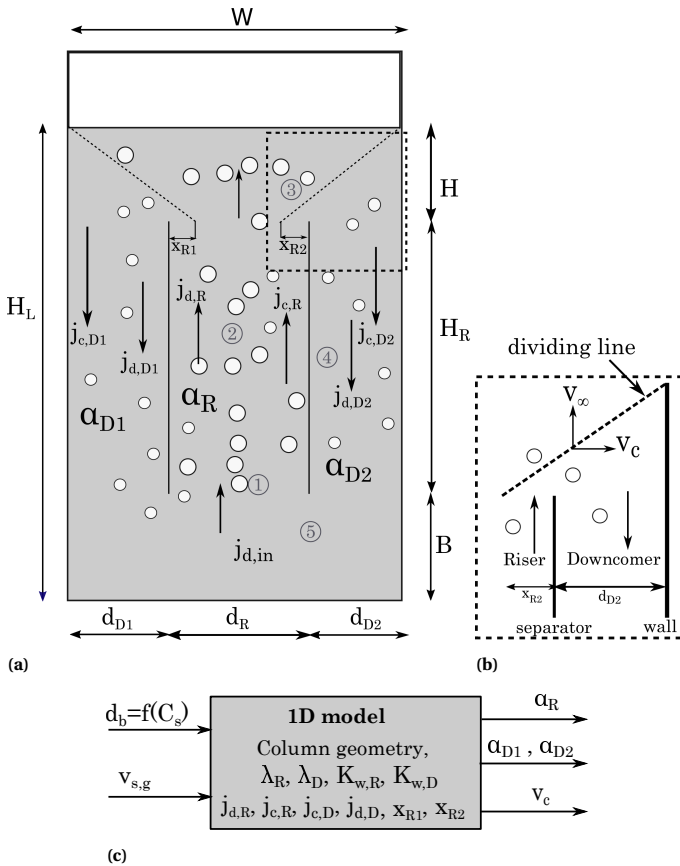 W
③
H
x_R1
x_R2
H_L
j_d,R
j_c,R
H_R
②
j_c,D1
j_d,D1
④
j_c,D2
j_d,D2
α_D1
α_R
α_D2
①
⑤
j_d,in
B
d_D1
d_R
d_D2
(a)
dividing line
v_∞
v_c
Riser
Downcomer
x_R2
d_D2
separator
wall
(b)
d_b=f(C_s)
v_s,g
1D model
Column geometry,
λ_R, λ_D, K_w,R, K_w,D
j_d,R, j_c,R, j_c,D, j_d,D, x_R1, x_R2
α_R
α_D1 , α_D2
v_c
(c)